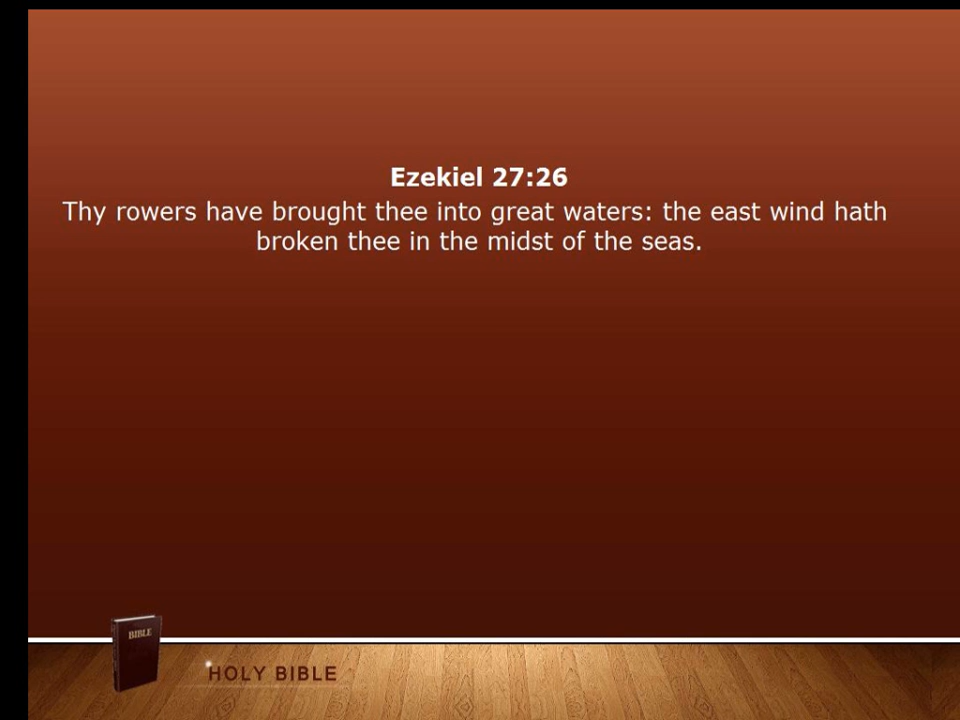 Ezekiel 27:26
Thy rowers have brought thee into great waters: the east wind hath
broken thee in the midst of the seas.
BIBLE
HOLY BIBLE